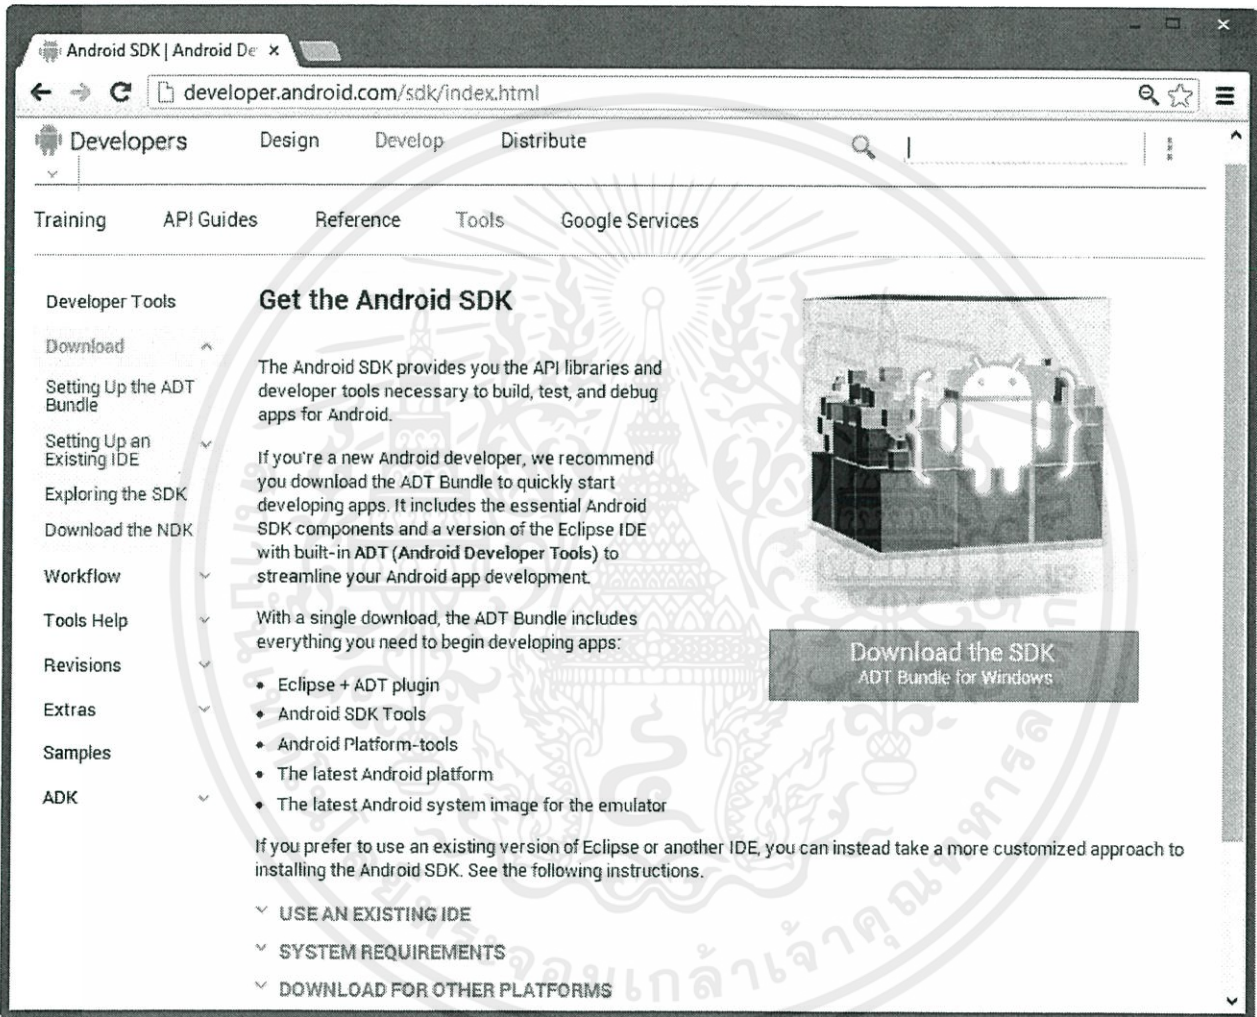 Android SDK | Android De
developer.android.com/sdk/index.html
Developers Design Develop Distribute
Training API Guides Reference Tools Google Services
Developer Tools
Download
Setting Up the ADT
Bundle
Setting Up an
Existing IDE
Exploring the SDK
Download the NDK
Workflow
Tools Help
Revisions
Extras
Samples
ADK
Get the Android SDK
The Android SDK provides you the API libraries and
developer tools necessary to build, test, and debug
apps for Android.
If you're a new Android developer, we recommend
you download the ADT Bundle to quickly start
developing apps. It includes the essential Android
SDK components and a version of the Eclipse IDE
with built-in ADT (Android Developer Tools) to
streamline your Android app development.
With a single download, the ADT Bundle includes
everything you need to begin developing apps:
• Eclipse + ADT plugin
• Android SDK Tools
• Android Platform-tools
• The latest Android platform
• The latest Android system image for the emulator
Download the SDK
ADT Bundle for Windows
If you prefer to use an existing version of Eclipse or another IDE, you can instead take a more customized approach to
installing the Android SDK. See the following instructions.
USE AN EXISTING IDE
SYSTEM REQUIREMENTS
DOWNLOAD FOR OTHER PLATFORMS